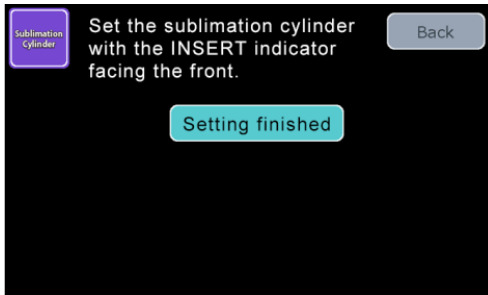 Sublimation
Cylinder
Set the sublimation cylinder
with the INSERT indicator
facing the front.
Back
Setting finished